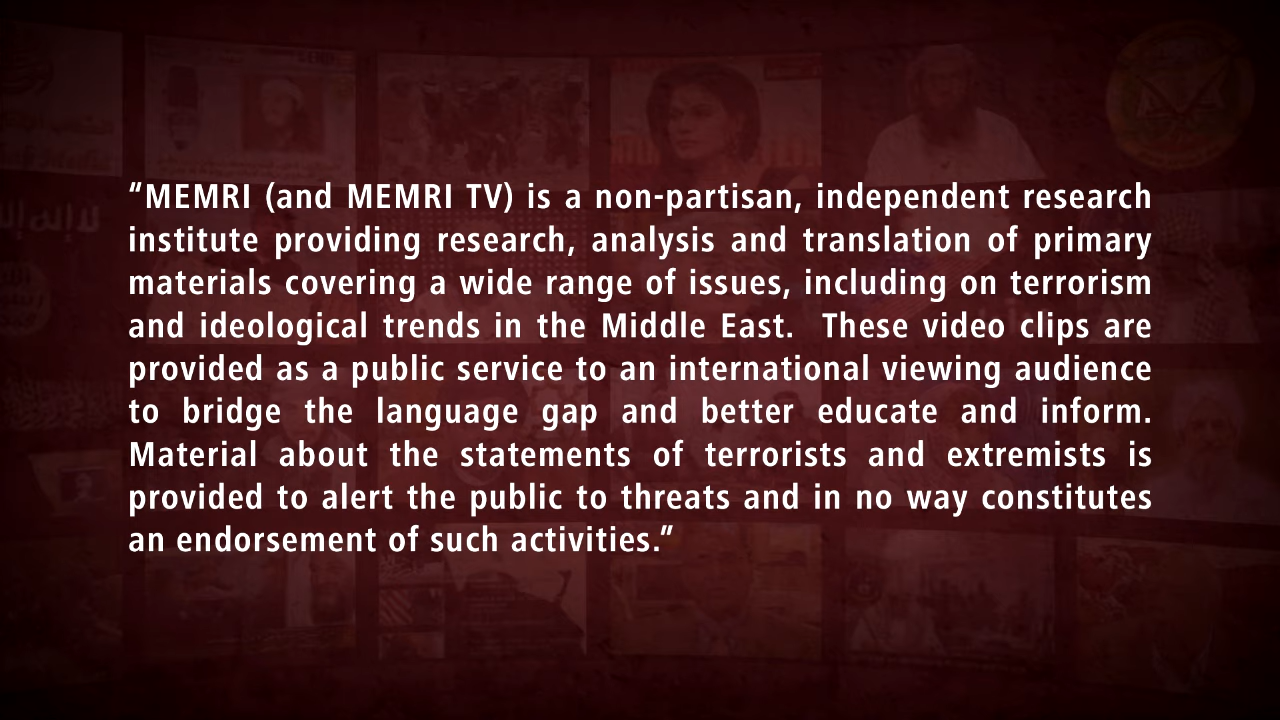 “MEMRI (and MEMRI TV) is a non-partisan, independent research
institute providing research, analysis and translation of primary
materials covering a wide range of issues, including on terrorism
and ideological trends in the Middle East.  These video clips are
provided as a public service to an international viewing audience
to bridge the language gap and better educate and inform.
Material about the statements of terrorists and extremists is
provided to alert the public to threats and in no way constitutes
an endorsement of such activities.”